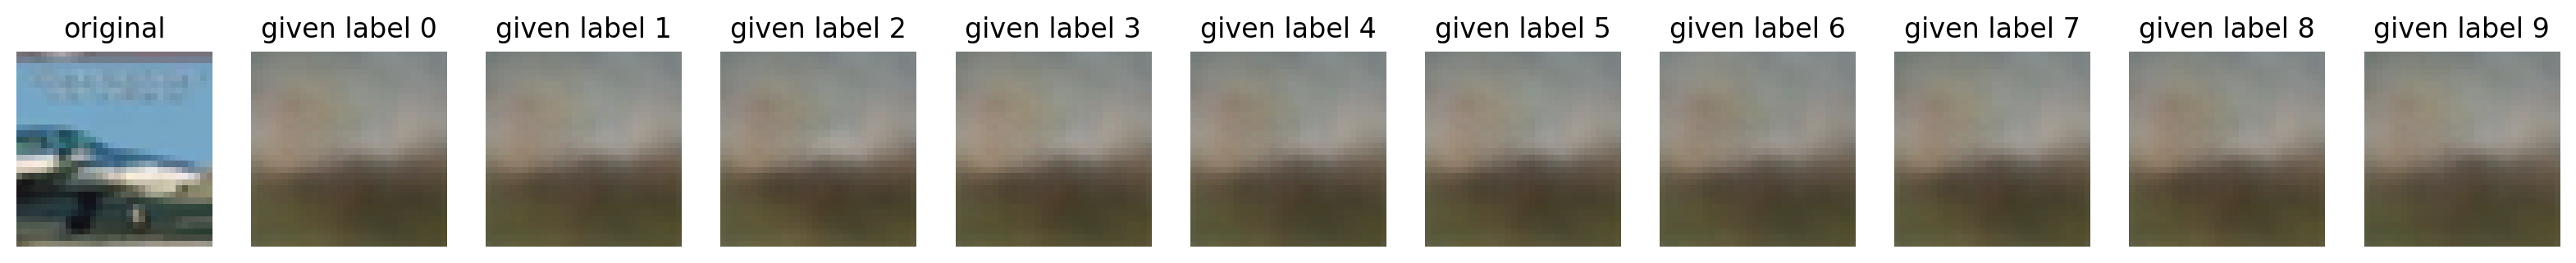 original
given label 0
given label 1
given label 2
given label 3
given label 4
given label 5
given label 6
given label 7
given label 8
given label 9